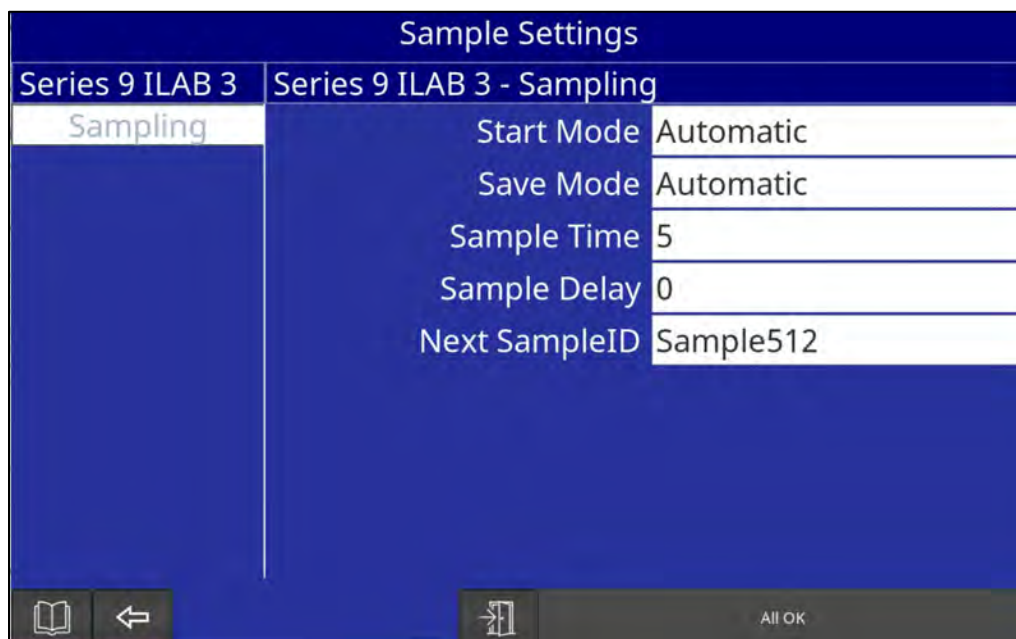 Sample Settings
Series 9 ILAB 3
Series 9 ILAB 3 - Sampling
Sampling
Start Mode Automatic
Save Mode Automatic
Sample Time 5
Sample Delay 0
Next SampleID Sample512
All OK